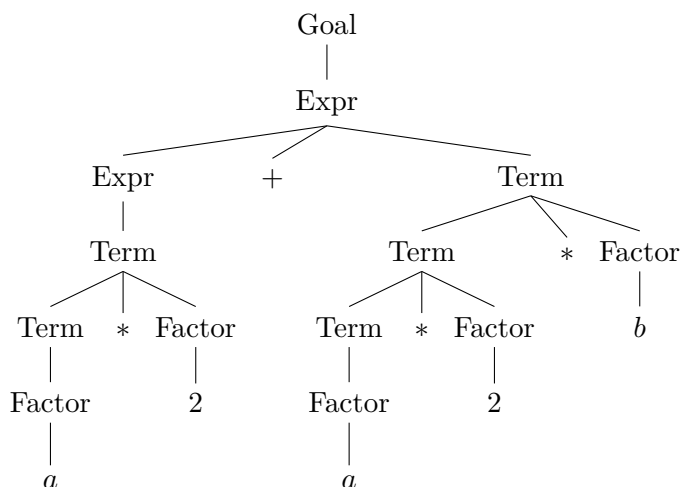 Goal
Expr
Expr + Term
Term Term ∗ Factor
Term ∗ Factor Term ∗ Factor b
Factor 2 Factor 2
a a